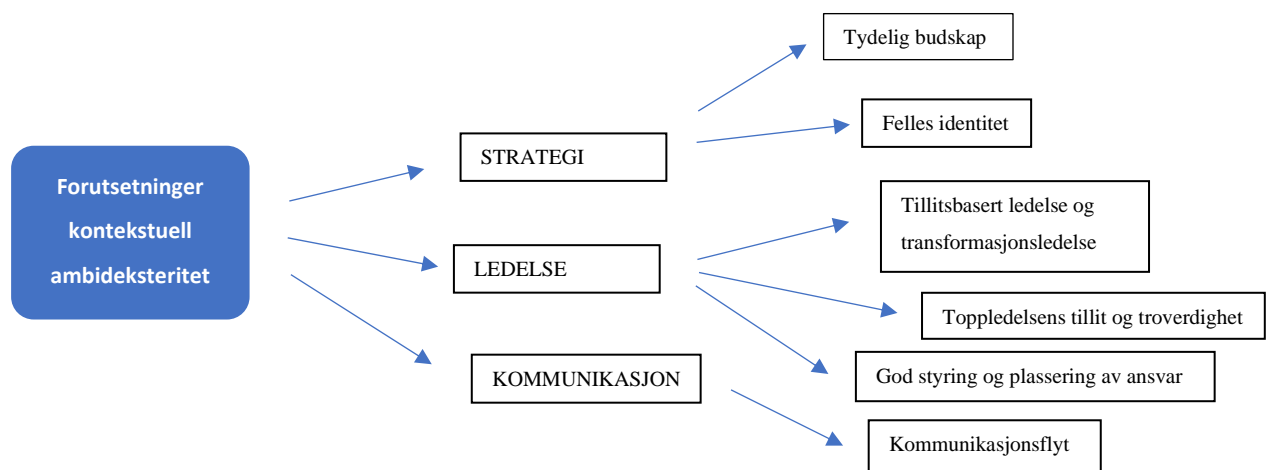 Forutsetninger
kontekstuell
ambideksteritet
STRATEGI
Tydelig budskap
Felles identitet
LEDELSE
Tillitsbasert ledelse og
transformasjonsledelse
Toppledelsens tillit og troverdighet
God styring og plassering av ansvar
KOMMUNIKASJON
Kommunikasjonsflyt